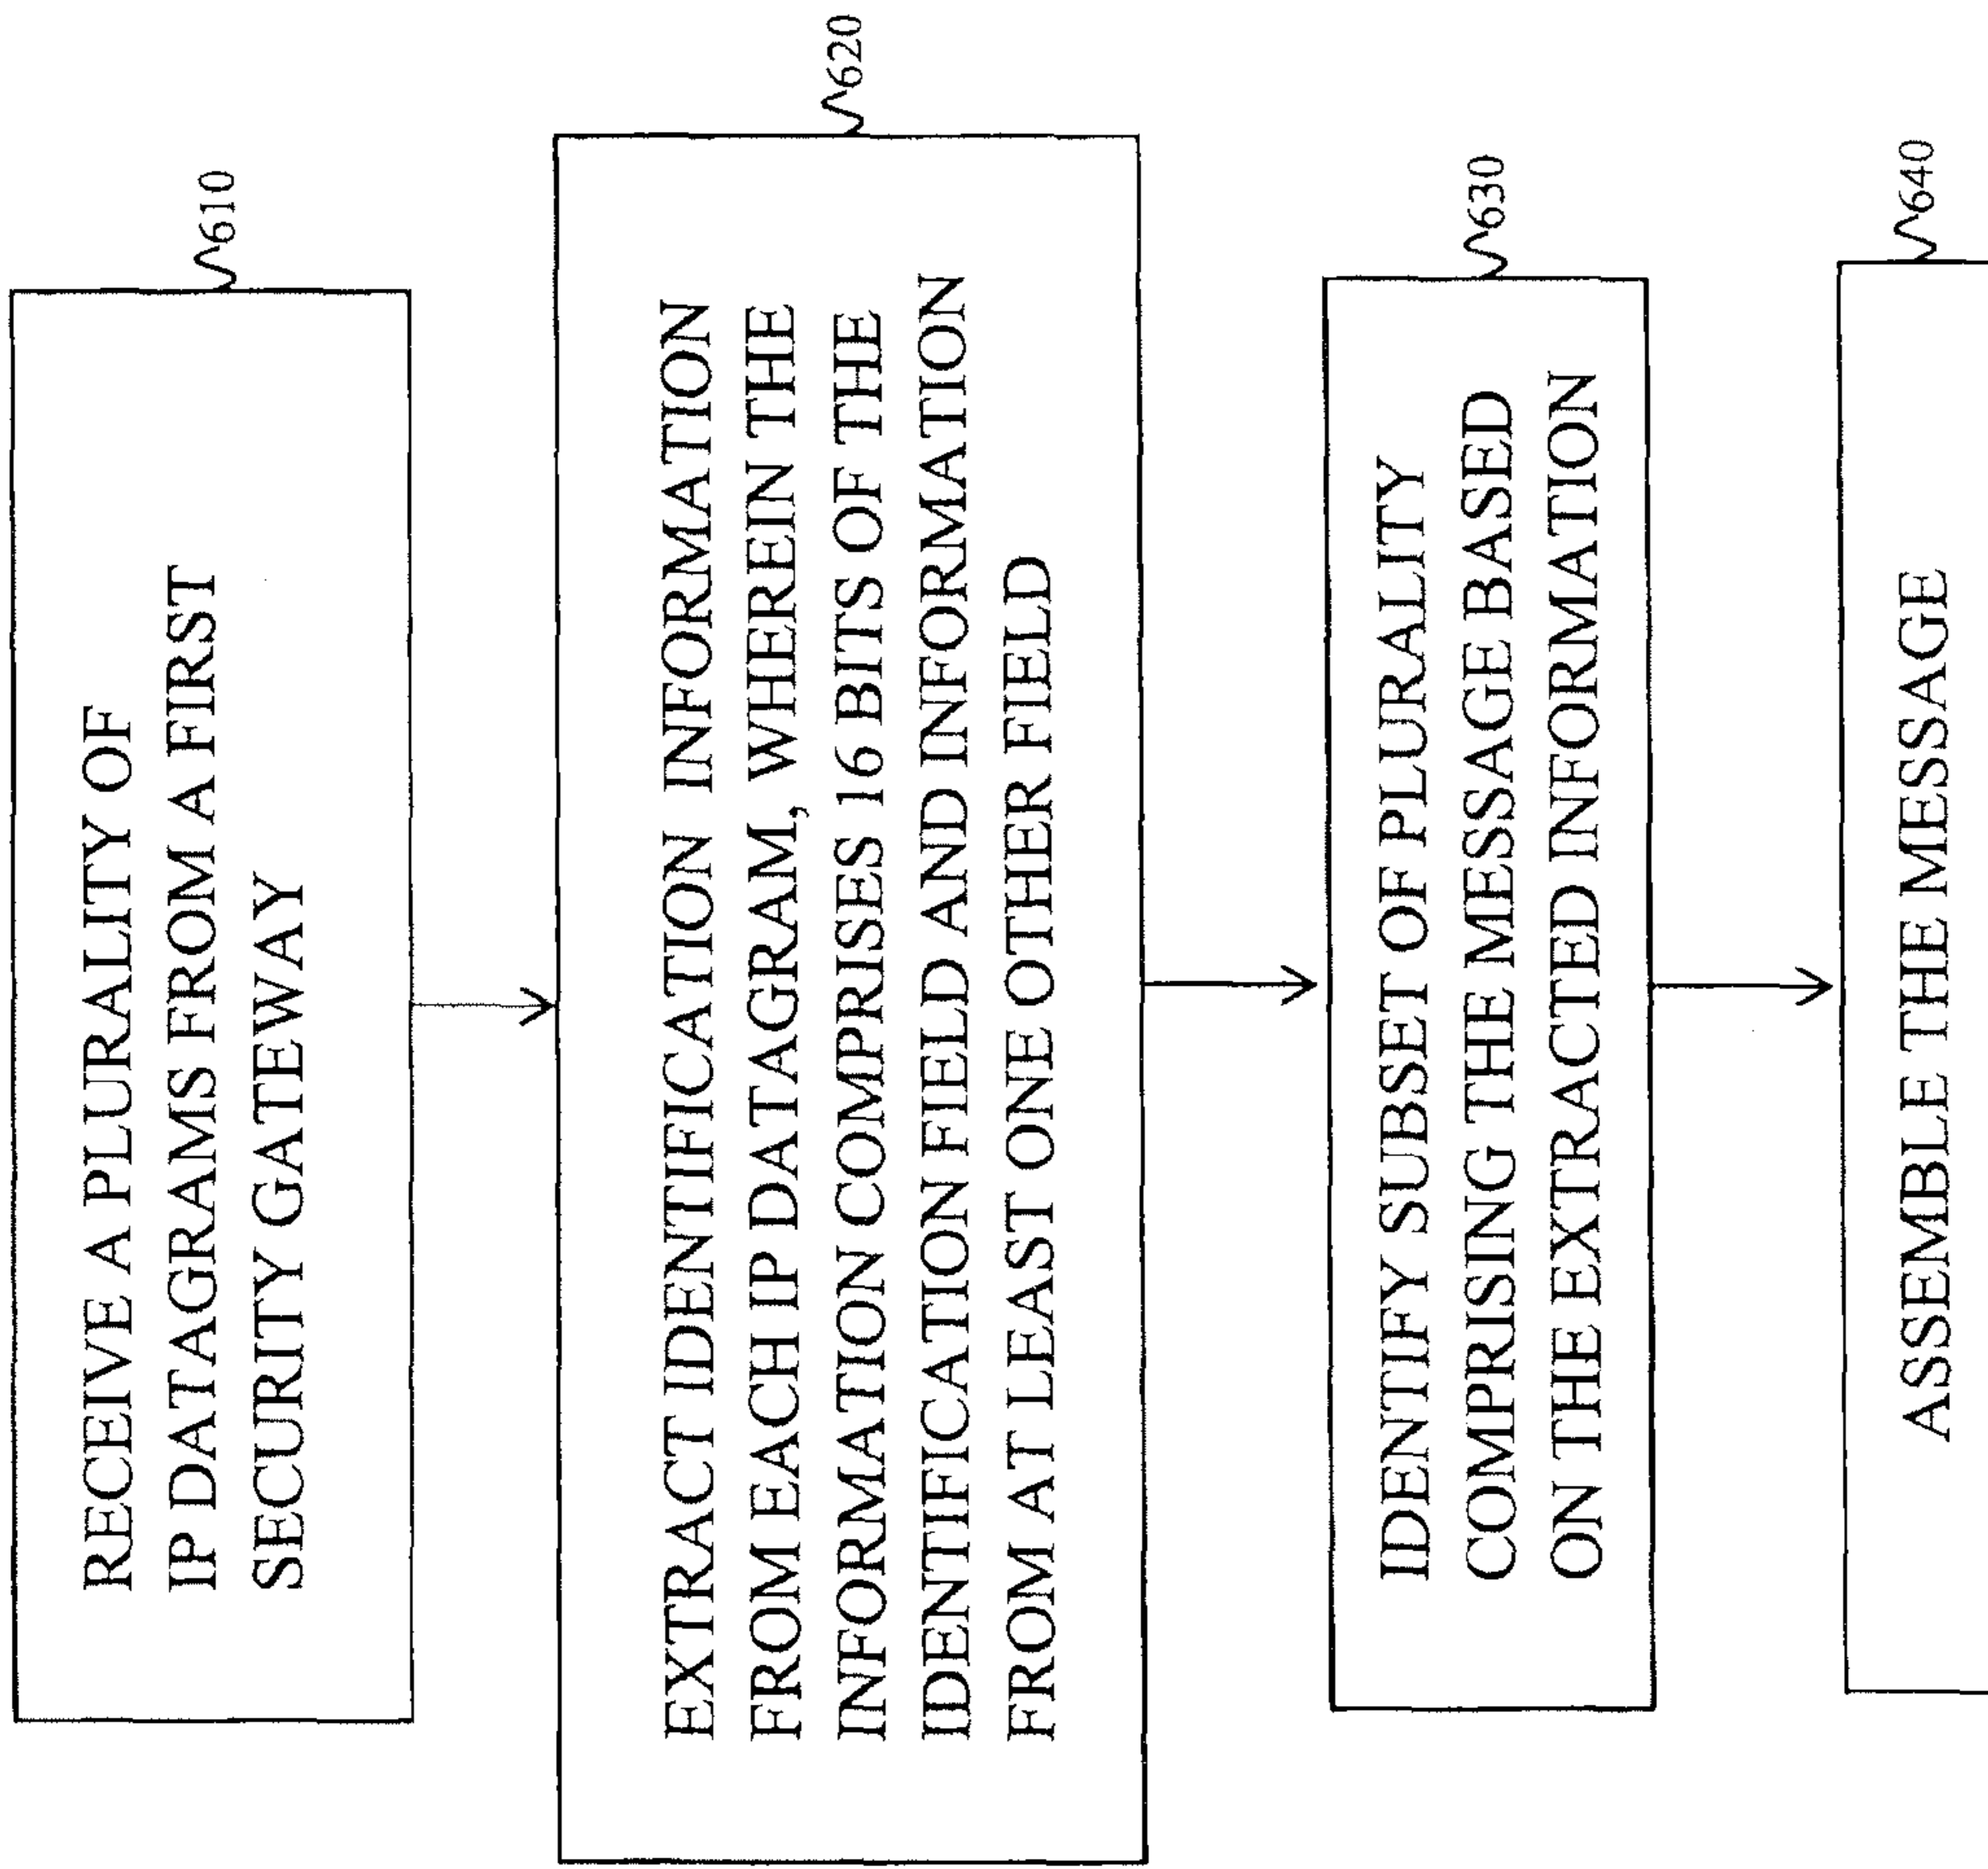 RECEIVE A PLURALITY OF
IP DATAGRAMS FROM A FIRST
SECURITY GATEWAY
610
EXTRACT IDENTIFICATION INFORMATION
FROM EACH IP DATAGRAM, WHEREIN THE
INFORMATION COMPRISES 16 BITS OF THE
IDENTIFICATION FIELD AND INFORMATION
FROM AT LEAST ONE OTHER FIELD
620
IDENTIFY SUBSET OF PLURALITY
COMPRISING THE MESSAGE BASED
ON THE EXTRACTED INFORMATION
630
ASSEMBLE THE MESSAGE
640